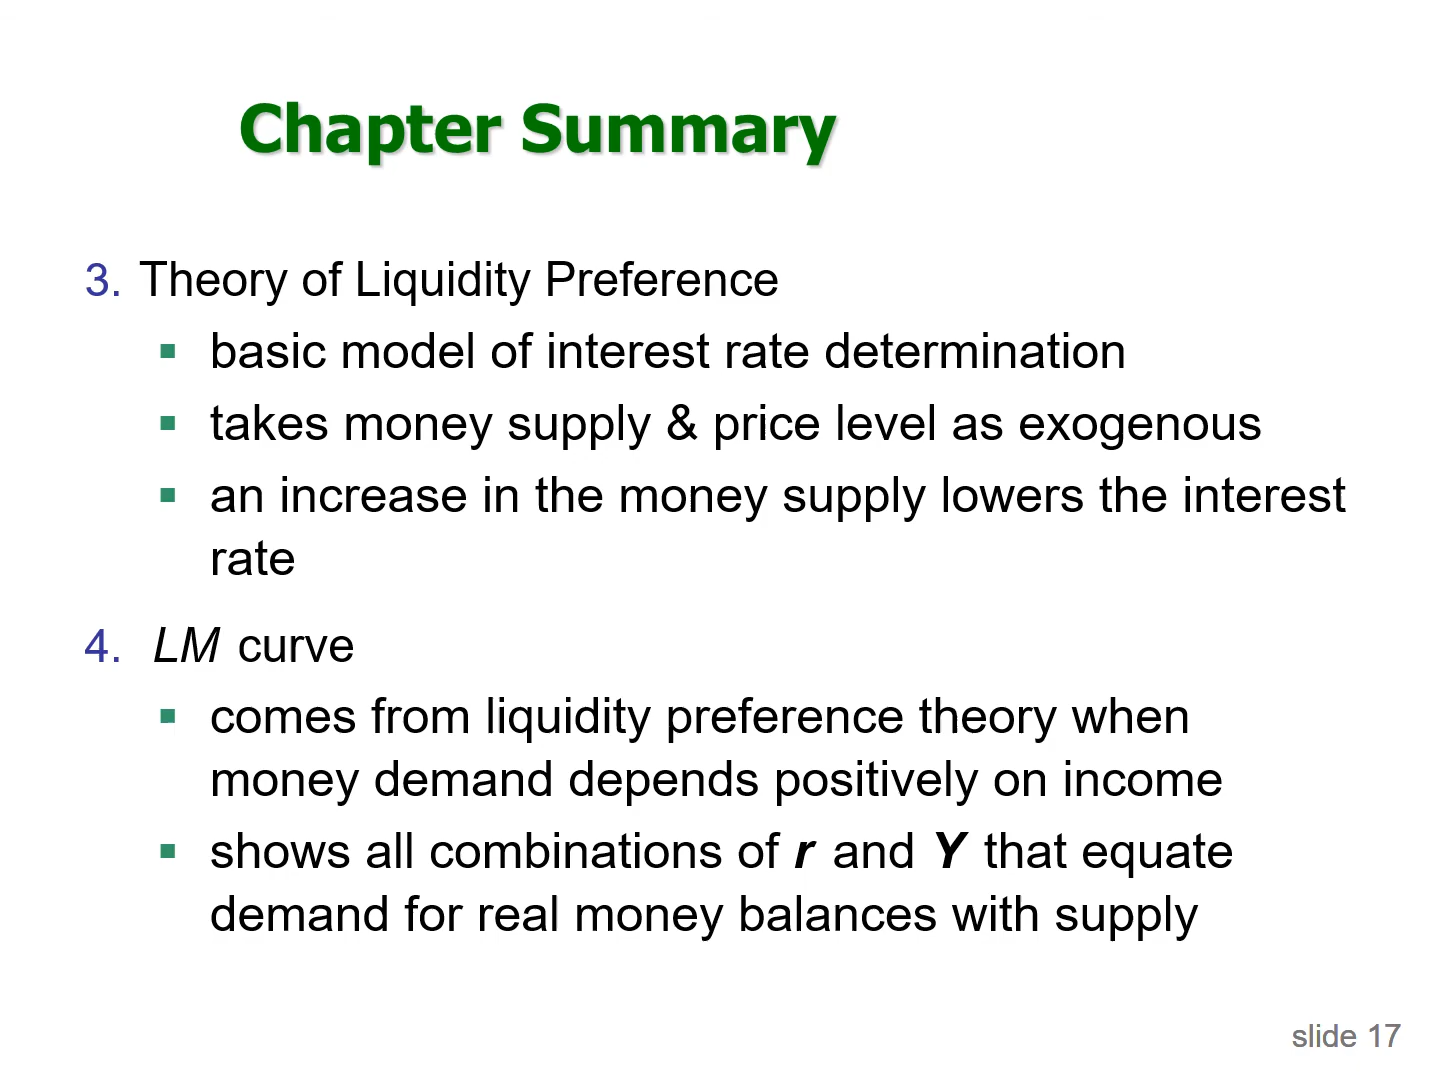 Chapter Summary
3. Theory of Liquidity Preference
▪ basic model of interest rate determination
▪ takes money supply & price level as exogenous
▪ an increase in the money supply lowers the interest
rate
4. LM curve
▪ comes from liquidity preference theory when
money demand depends positively on income
▪ shows all combinations of r and Y that equate
demand for real money balances with supply
slide 17